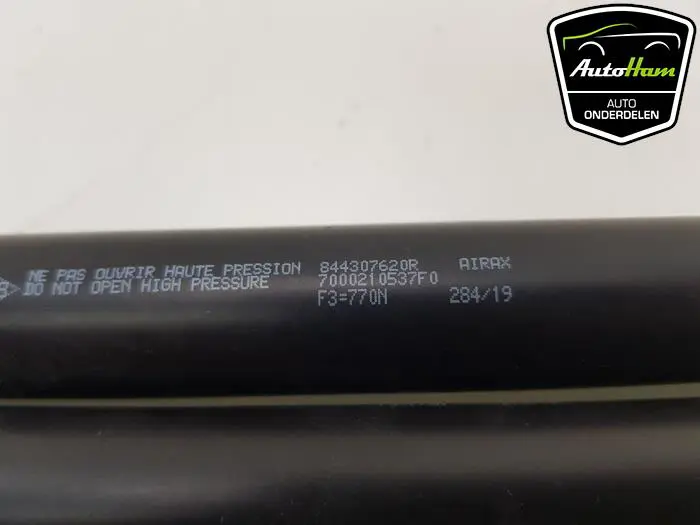 AutoHam
AUTO
ONDERDELEN
NE PAS OUVRIR HAUTE PRESSION 844307620R AIRAX
DO NOT OPEN HIGH PRESSURE 7000210537F0
F3=770N 284/19